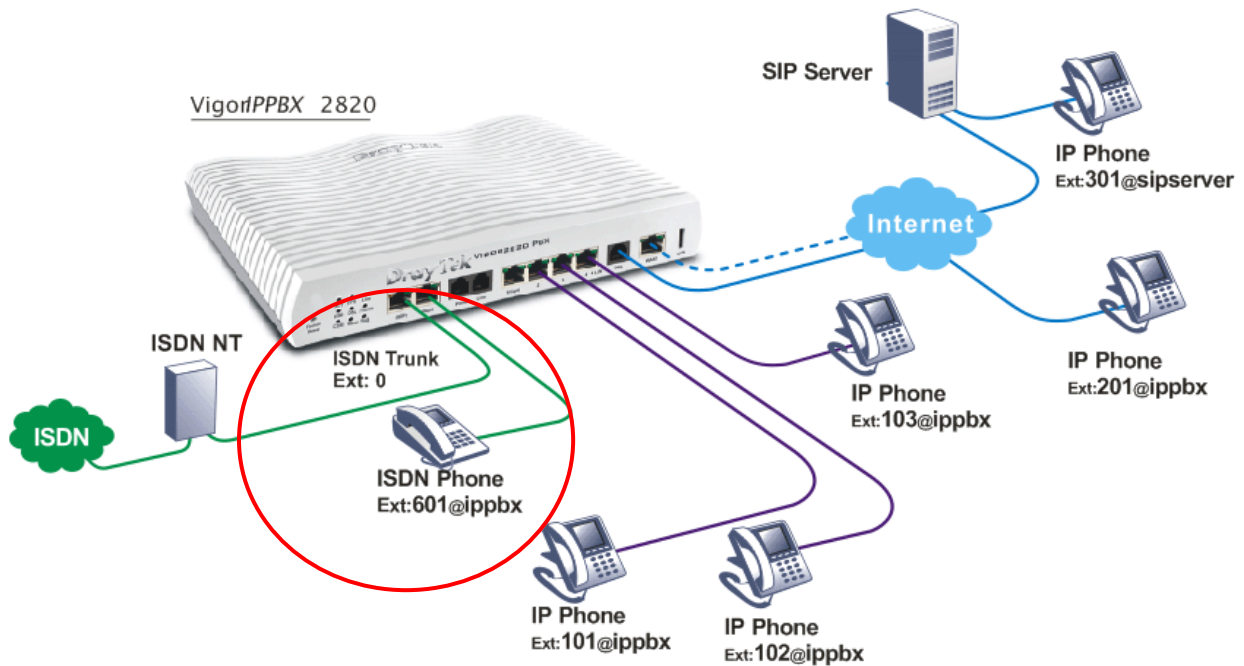 SIP Server
VigorIPPBX 2820
IP Phone
Ext:301@sipserver
Internet
DrayTek
ISDN NT
ISDN Trunk
Ext: 0
IP Phone
Ext:201@ippbx
IP Phone
Ext:103@ippbx
ISDN
ISDN Phone
Ext:601@ippbx
IP Phone
Ext:101@ippbx
IP Phone
Ext:102@ippbx